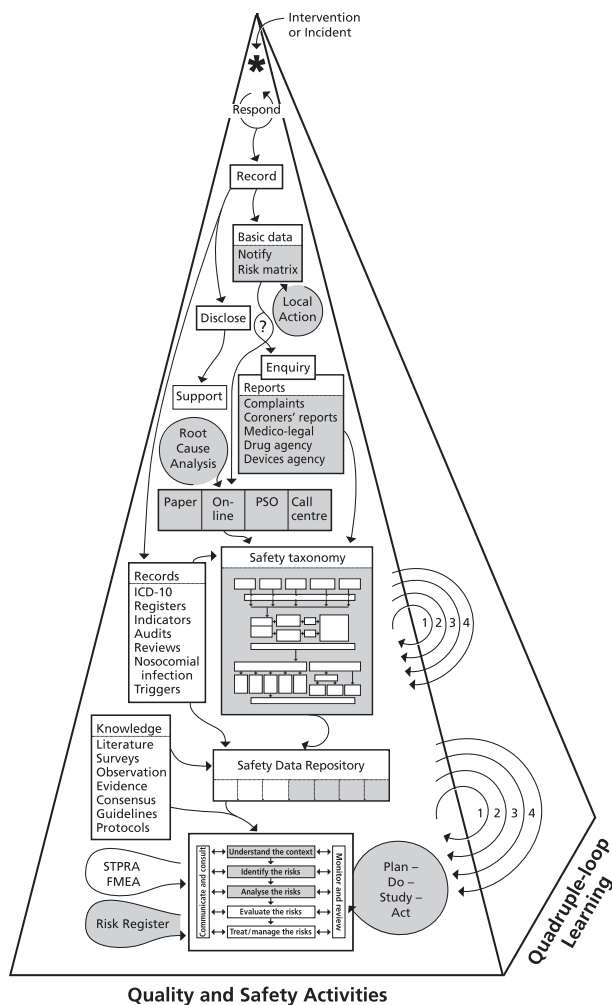 Intervention
or Incident
*
Respond
Record
Basic data
Notify
Risk matrix
Local
Action
Disclose
?
Enquiry
Support
Reports
Complaints
Coroners' reports
Medico-legal
Drug agency
Devices agency
Root
Cause
Analysis
Paper
On-
line
PSO
Call
centre
Safety taxonomy
Records
ICD-10
Registers
Indicators
Audits
Reviews
Nosocomial
infection
Triggers
1 2 3 4
Knowledge
Literature
Surveys
Observation
Evidence
Consensus
Guidelines
Protocols
Safety Data Repository
1 2 3 4
STPRA
FMEA
Risk Register
Communicate and consult
Understand the context
Identify the risks
Analyse the risks
Evaluate the risks
Treat/manage the risks
Monitor and review
Plan –
Do –
Study –
Act
Quadruple-loop
Learning
Quality and Safety Activities